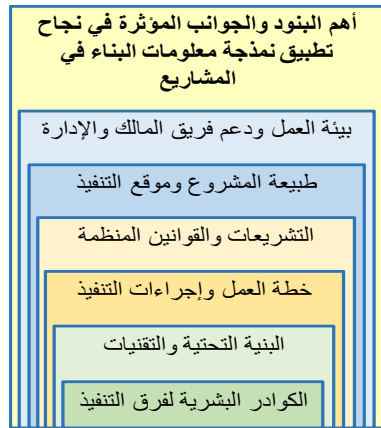 أهم البنود والجوانب المؤثرة في نجاح
تطبيق نمذجة معلومات البناء في
المشاريع
بيئة العمل ودعم فريق المالك والإدارة
طبيعة المشروع وموقع التنفيذ
التشريعات والقوانين المنظمة
خطة العمل وإجراءات التنفيذ
البنية التحتية والتقنيات
الكوادر البشرية لفرق التنفيذ